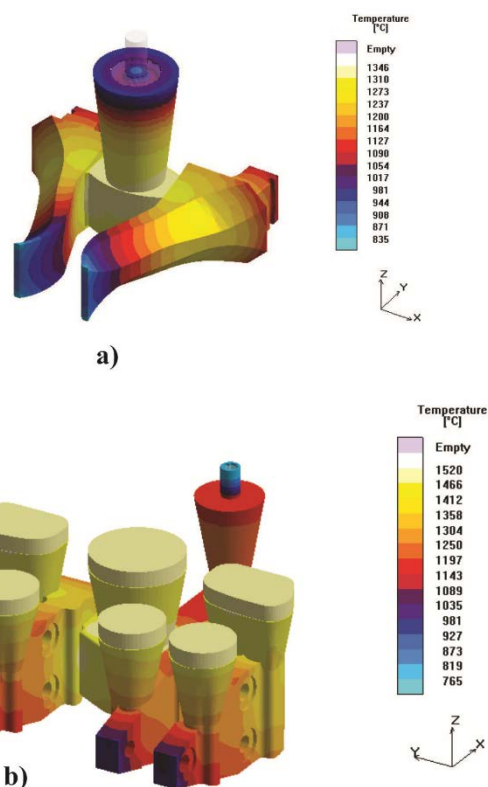 Temperature
[°C]
Empty
1346
1310
1273
1237
1200
1164
1127
1090
1054
1017
981
944
908
871
835
Z
Y
X
a)
Temperature
[°C]
Empty
1520
1466
1412
1358
1304
1250
1197
1143
1089
1035
981
927
873
819
765
Z
Y
X
b)